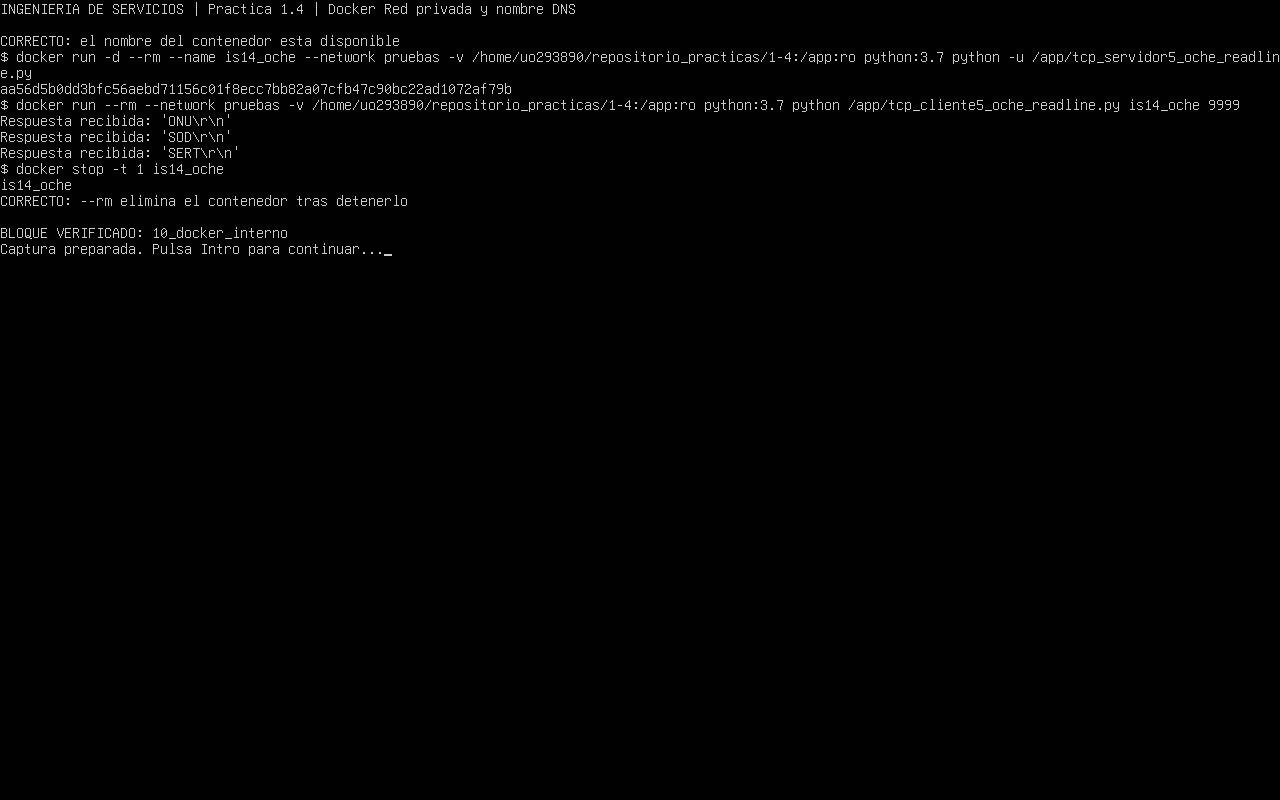 INGENIERIA DE SERVICIOS | Practica 1.4 | Docker Red privada y nombre DNS
CORRECTO: el nombre del contenedor esta disponible
$ docker run -d --rm --name is14_oche --network pruebas -v /home/uo293890/repositorio_practicas/1-4:/app:ro python:3.7 python -u /app/tcp_servidor5_oche_readlin
e.py
aa56d5b0dd3bfc56aebd71156c01f8ecc7bb82a07cfb47c90bc22ad1072af79b
$ docker run --rm --network pruebas -v /home/uo293890/repositorio_practicas/1-4:/app:ro python:3.7 python /app/tcp_cliente5_oche_readline.py is14_oche 9999
Respuesta recibida: 'ONU\r\n'
Respuesta recibida: 'SOD\r\n'
Respuesta recibida: 'SERT\r\n'
$ docker stop -t 1 is14_oche
is14_oche
CORRECTO: --rm elimina el contenedor tras detenerlo
BLOQUE VERIFICADO: 10_docker_interno
Captura preparada. Pulsa Intro para continuar..._